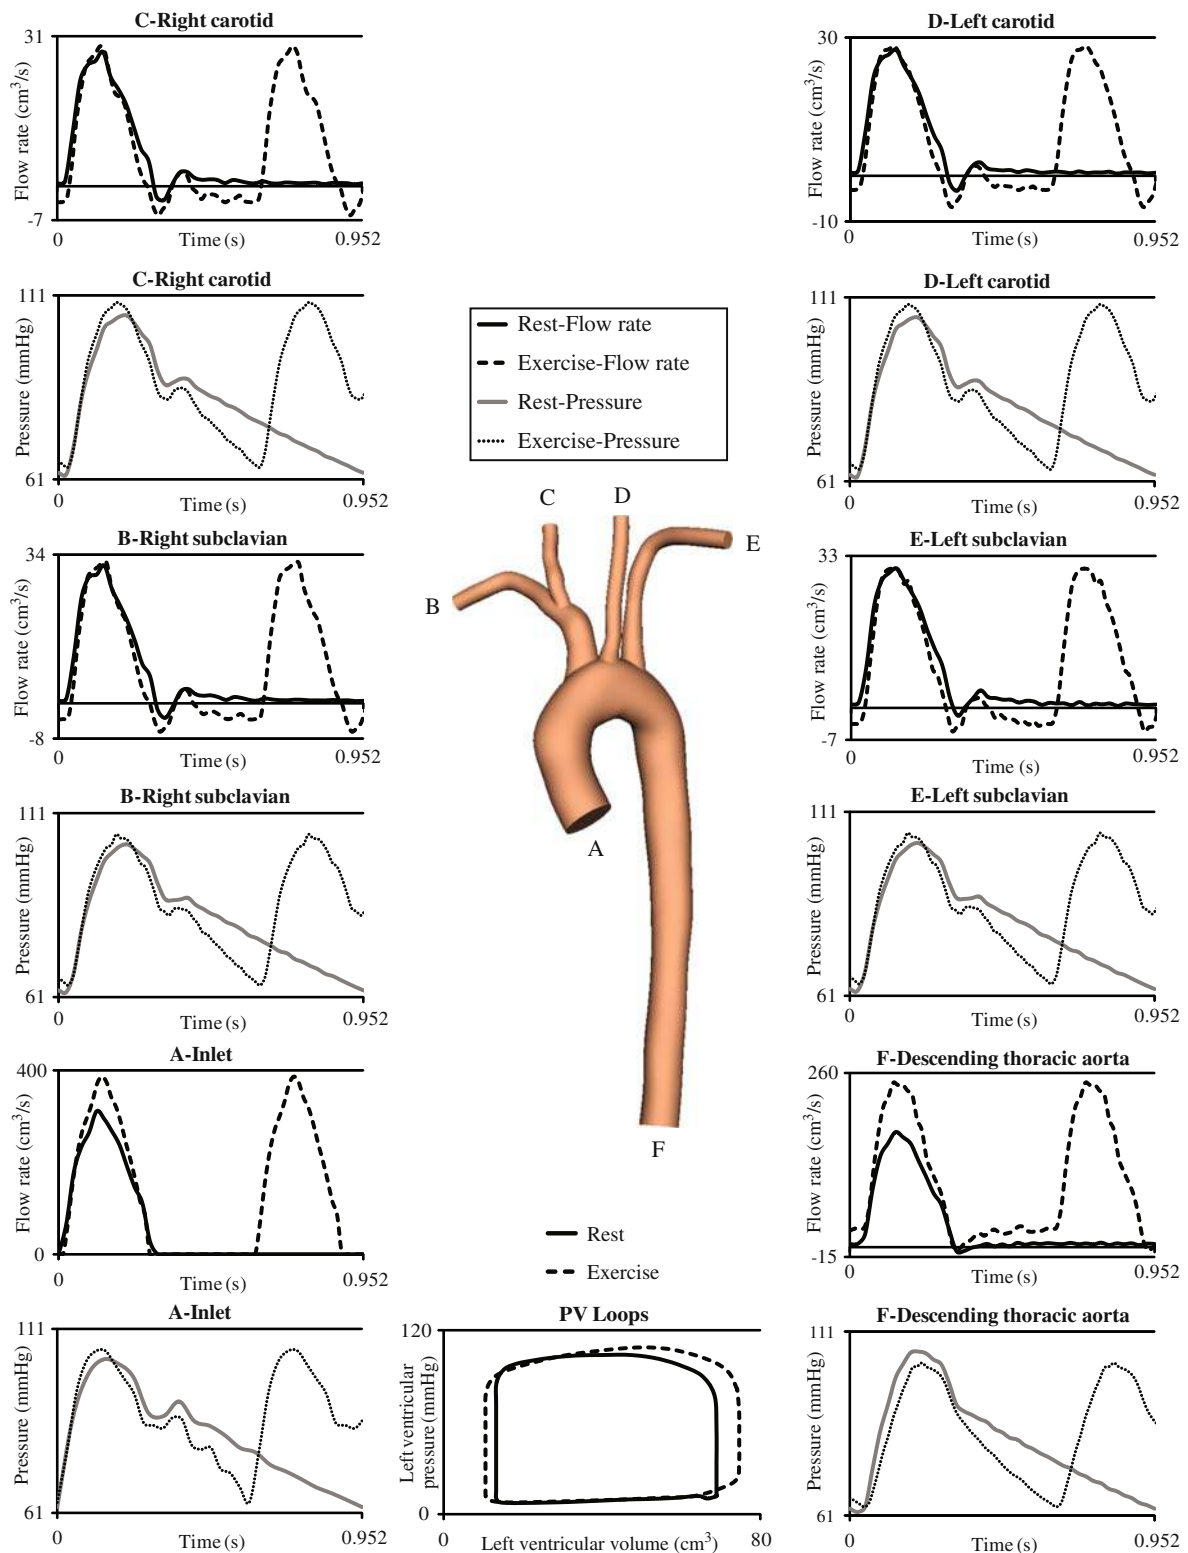 C-Right carotid
31
Flow rate (cm³/s)
-7
0
Time (s)
0.952
D-Left carotid
30
Flow rate (cm³/s)
-10
0
Time (s)
0.952
C-Right carotid
111
Pressure (mmHg)
61
0
Time (s)
0.952
Rest-Flow rate
Exercise-Flow rate
Rest-Pressure
Exercise-Pressure
D-Left carotid
111
Pressure (mmHg)
61
0
Time (s)
0.952
B-Right subclavian
34
Flow rate (cm³/s)
-8
0
Time (s)
0.952
C
D
E
B
A
F
E-Left subclavian
33
Flow rate (cm³/s)
-7
0
Time (s)
0.952
B-Right subclavian
111
Pressure (mmHg)
61
0
Time (s)
0.952
E-Left subclavian
111
Pressure (mmHg)
61
0
Time (s)
0.952
A-Inlet
400
Flow rate (cm³/s)
0
0
Time (s)
0.952
Rest
Exercise
F-Descending thoracic aorta
260
Flow rate (cm³/s)
-15
0
Time (s)
0.952
A-Inlet
111
Pressure (mmHg)
61
0
Time (s)
0.952
PV Loops
120
Left ventricular
pressure (mmHg)
0
0
Left ventricular volume (cm³)
80
F-Descending thoracic aorta
111
Pressure (mmHg)
61
0
Time (s)
0.952